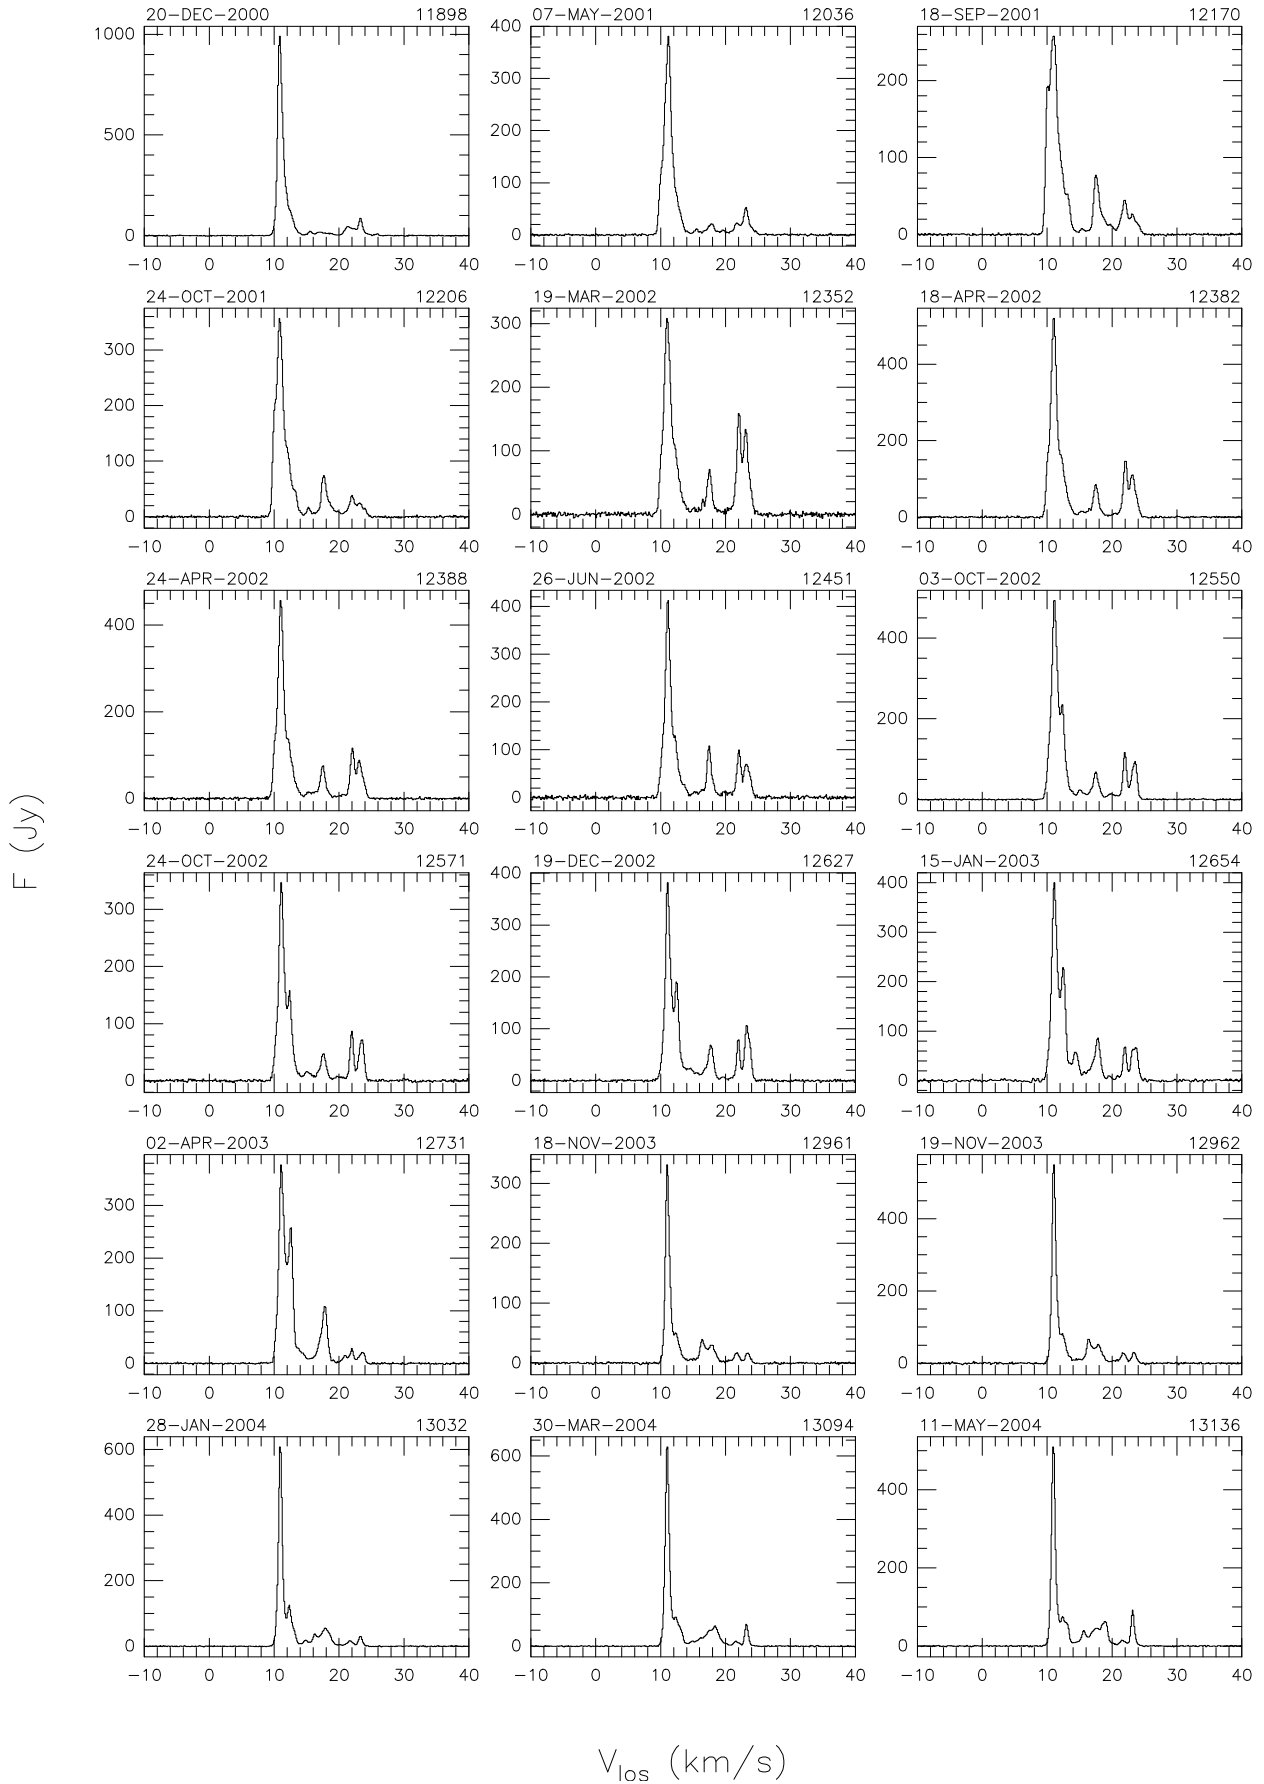 20-DEC-2000 11898 07-MAY-2001 12036 18-SEP-2001 12170
1000 500 0
400 300 200 100 0
200 100 0
-10 0 10 20 30 40 -10 0 10 20 30 40 -10 0 10 20 30 40
24-OCT-2001 12206 19-MAR-2002 12352 18-APR-2002 12382
300 200 100 0
300 200 100 0
400 200 0
-10 0 10 20 30 40 -10 0 10 20 30 40 -10 0 10 20 30 40
24-APR-2002 12388 26-JUN-2002 12451 03-OCT-2002 12550
400 200 0
400 300 200 100 0
400 200 0
-10 0 10 20 30 40 -10 0 10 20 30 40 -10 0 10 20 30 40
F (Jy)
24-OCT-2002 12571 19-DEC-2002 12627 15-JAN-2003 12654
300 200 100 0
400 300 200 100 0
400 300 200 100 0
-10 0 10 20 30 40 -10 0 10 20 30 40 -10 0 10 20 30 40
02-APR-2003 12731 18-NOV-2003 12961 19-NOV-2003 12962
300 200 100 0
300 200 100 0
400 200 0
-10 0 10 20 30 40 -10 0 10 20 30 40 -10 0 10 20 30 40
28-JAN-2004 13032 30-MAR-2004 13094 11-MAY-2004 13136
600 400 200 0
600 400 200 0
400 200 0
-10 0 10 20 30 40 -10 0 10 20 30 40 -10 0 10 20 30 40
V_los (km/s)